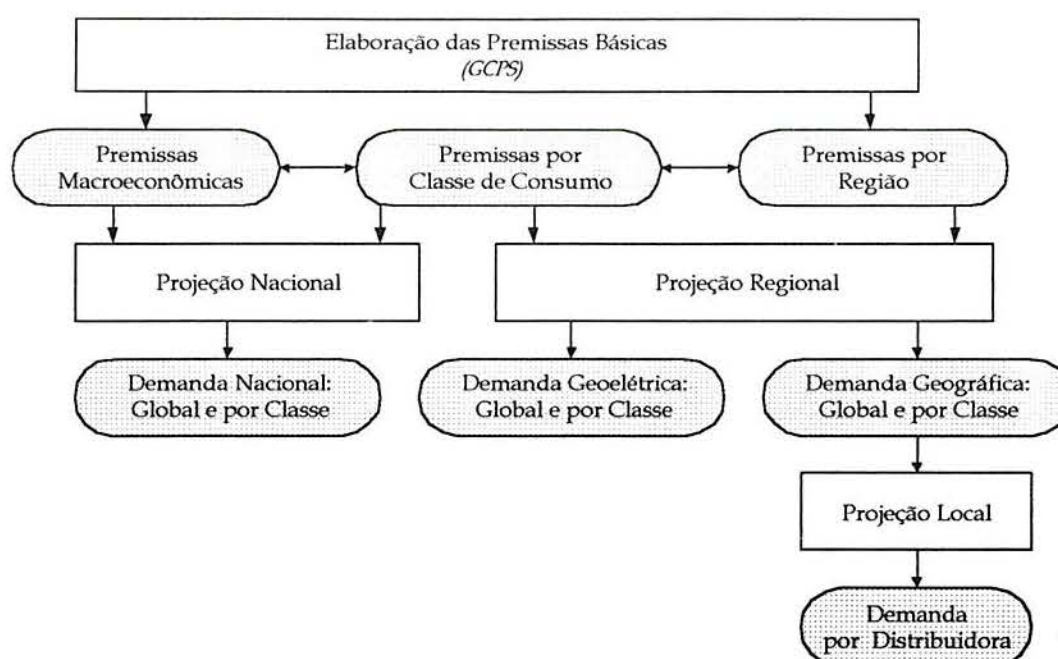 Elaboração das Premissas Básicas
(GCPS)
Premissas
Macroeconômicas
Premissas por
Classe de Consumo
Premissas por
Região
Projeção Nacional
Projeção Regional
Demanda Nacional:
Global e por Classe
Demanda Geoelétrica:
Global e por Classe
Demanda Geográfica:
Global e por Classe
Projeção Local
Demanda
por Distribuidora